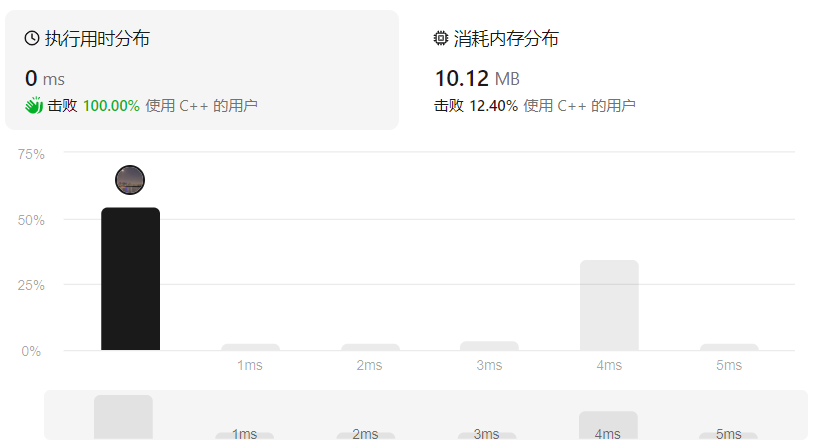 执行用时分布
0 ms
击败 100.00% 使用 C++ 的用户
消耗内存分布
10.12 MB
击败 12.40% 使用 C++ 的用户
75%
50%
25%
0%
1ms 2ms 3ms 4ms 5ms
1ms 2ms 3ms 4ms 5ms